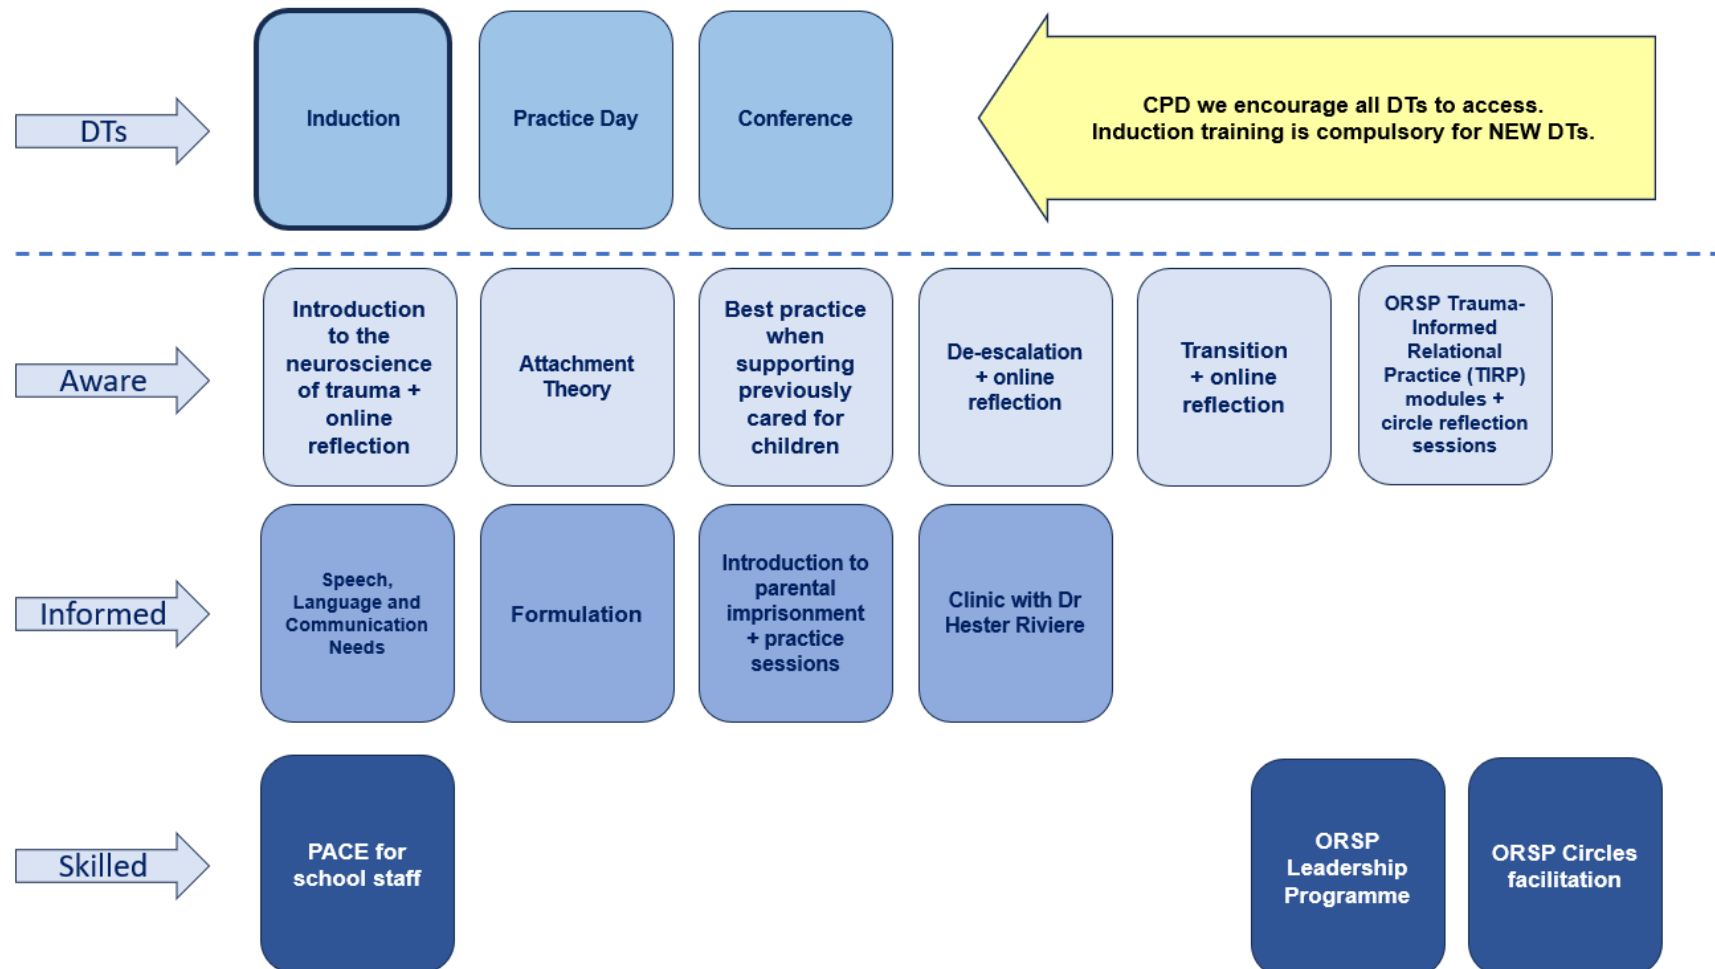 DTs
Induction
Practice Day
Conference
CPD we encourage all DTs to access.
Induction training is compulsory for NEW DTs.
Aware
Introduction
to the
neuroscience
of trauma +
online
reflection
Attachment
Theory
Best practice
when
supporting
previously
cared for
children
De-escalation
+ online
reflection
Transition
+ online
reflection
ORSP Trauma-
Informed
Relational
Practice (TIRP)
modules +
circle reflection
sessions
Informed
Speech,
Language and
Communication
Needs
Formulation
Introduction to
parental
imprisonment
+ practice
sessions
Clinic with Dr
Hester Riviere
Skilled
PACE for
school staff
ORSP
Leadership
Programme
ORSP Circles
facilitation